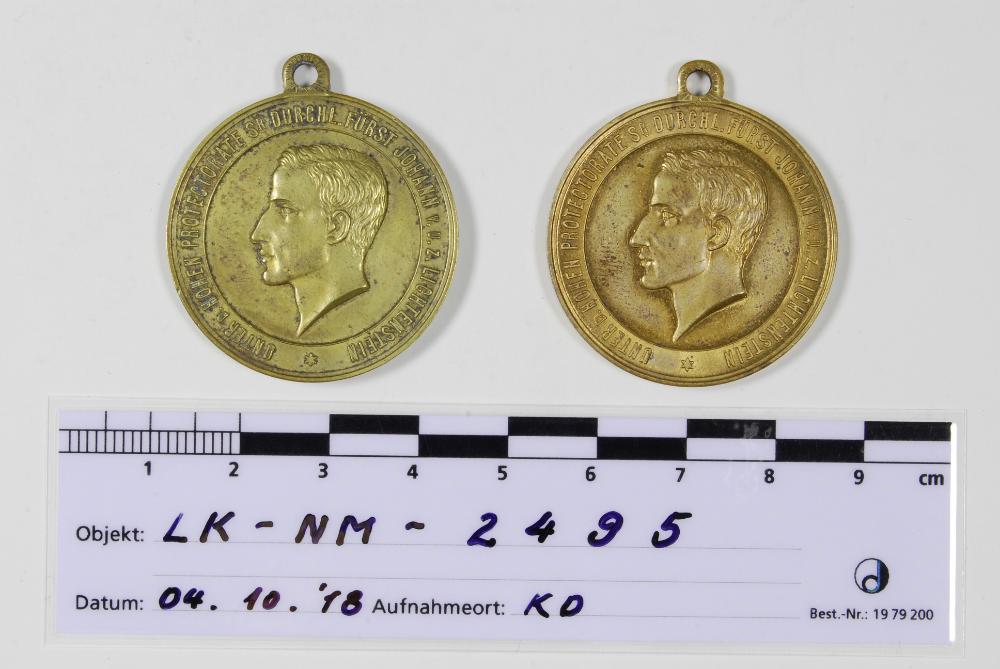 UNTER D. HOHEN PROTECTORATE Sr DURCHL. FÜRST JOHANN v. u. z. LICHTENSTEIN
UNTER D. HOHEN PROTECTORATE Sr DURCHL. FÜRST JOHANN v. u. z. LICHTENSTEIN
1 2 3 4 5 6 7 8 9 cm
Objekt: LK-NM-2495
Datum: 04.10.'18 Aufnahmeort: KD
Best.-Nr.: 19 79 200